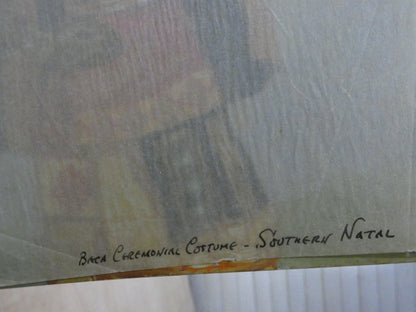 BACA CEREMONIAL COSTUME - SOUTHERN NATAL